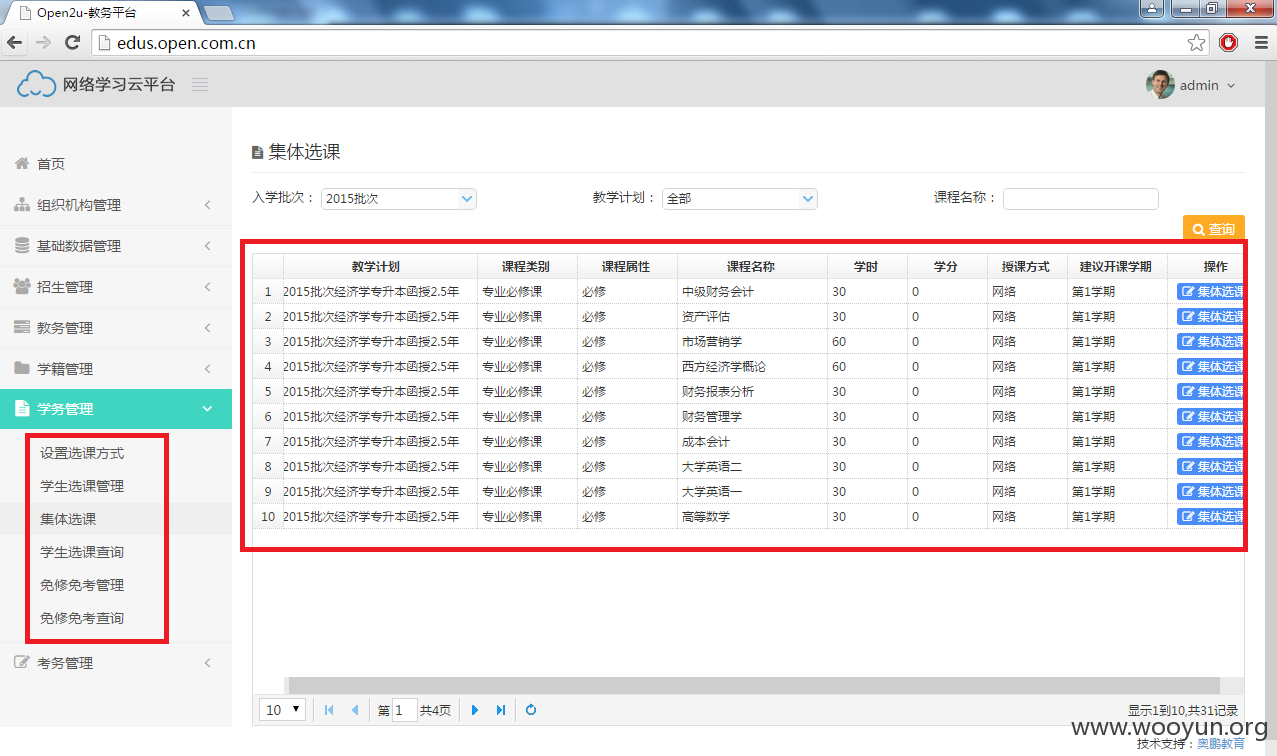 Open2u-教务平台
edus.open.com.cn
网络学习云平台
admin
首页
组织机构管理
基础数据管理
招生管理
教务管理
学籍管理
学务管理
设置选课方式
学生选课管理
集体选课
学生选课查询
免修免考管理
免修免考查询
考务管理
集体选课
入学批次： 2015批次 教学计划： 全部 课程名称：
查询
教学计划 课程类别 课程属性 课程名称 学时 学分 授课方式 建议开课学期 操作
1 2015批次经济学专升本函授2.5年 专业必修课 必修 中级财务会计 30 0 网络 第1学期 集体选课
2 2015批次经济学专升本函授2.5年 专业必修课 必修 资产评估 30 0 网络 第1学期 集体选课
3 2015批次经济学专升本函授2.5年 专业必修课 必修 市场营销学 60 0 网络 第1学期 集体选课
4 2015批次经济学专升本函授2.5年 专业必修课 必修 西方经济学概论 60 0 网络 第1学期 集体选课
5 2015批次经济学专升本函授2.5年 专业必修课 必修 财务报表分析 30 0 网络 第1学期 集体选课
6 2015批次经济学专升本函授2.5年 专业必修课 必修 财务管理学 30 0 网络 第1学期 集体选课
7 2015批次经济学专升本函授2.5年 专业必修课 必修 成本会计 30 0 网络 第1学期 集体选课
8 2015批次经济学专升本函授2.5年 专业必修课 必修 大学英语二 30 0 网络 第1学期 集体选课
9 2015批次经济学专升本函授2.5年 专业必修课 必修 大学英语一 30 0 网络 第1学期 集体选课
10 2015批次经济学专升本函授2.5年 专业必修课 必修 高等数学 30 0 网络 第1学期 集体选课
10 第 1 共4页 显示1到10,共31记录
www.wooyun.org
技术支持：奥鹏教育